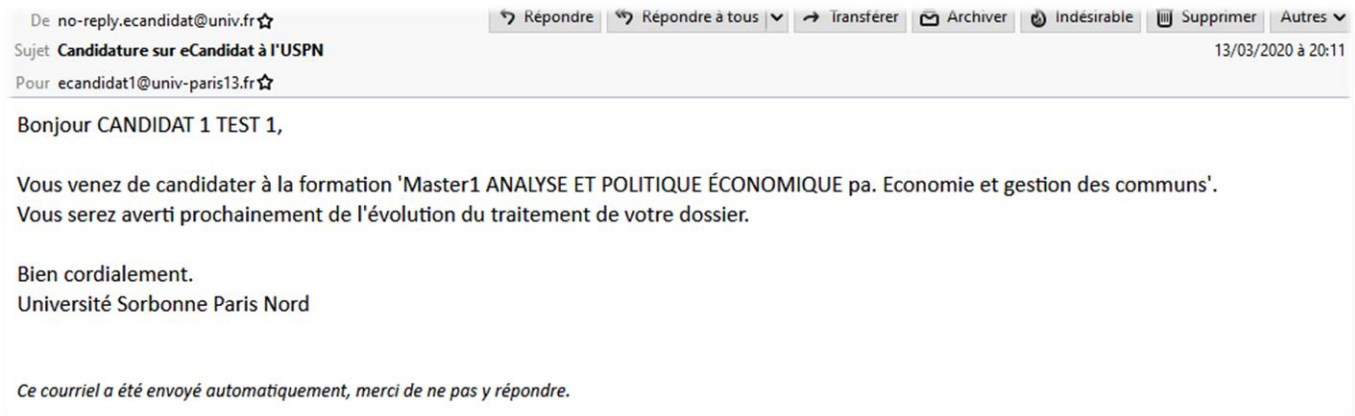 De no-reply.ecandidat@univ.fr
Répondre Répondre à tous Transférer Archiver Indésirable Supprimer Autres
Sujet Candidature sur eCandidat à l'USPN
13/03/2020 à 20:11
Pour ecandidat1@univ-paris13.fr
Bonjour CANDIDAT 1 TEST 1,
Vous venez de candidater à la formation 'Master1 ANALYSE ET POLITIQUE ÉCONOMIQUE pa. Economie et gestion des communs'.
Vous serez averti prochainement de l'évolution du traitement de votre dossier.
Bien cordialement.
Université Sorbonne Paris Nord
Ce courriel a été envoyé automatiquement, merci de ne pas y répondre.